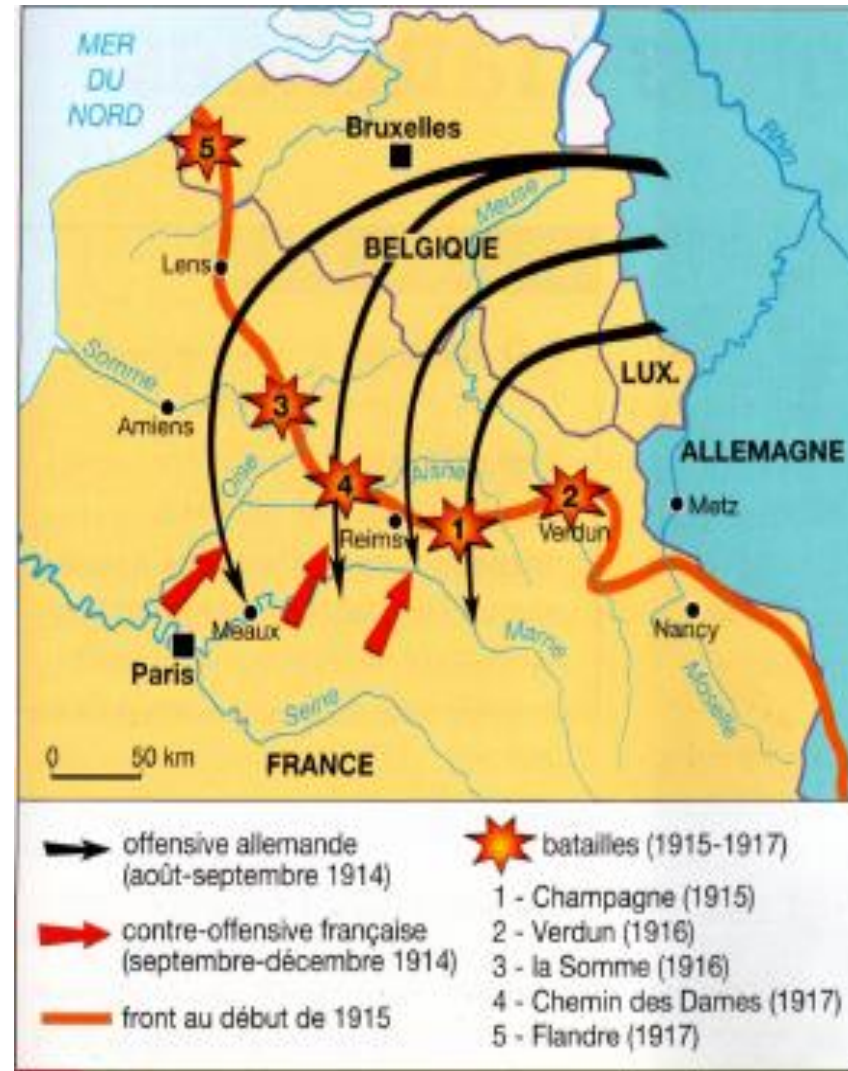 MER
DU
NORD
5
Bruxelles
Rhin
Meuse
BELGIQUE
Lens
LUX.
Somme
3
Amiens
ALLEMAGNE
Oise
4
Aisne
2
Metz
Reims
1
Verdun
Meaux
Nancy
Marne
Paris
Moselle
Seine
0 50 km
FRANCE
offensive allemande
(août-septembre 1914)
contre-offensive française
(septembre-décembre 1914)
front au début de 1915
batailles (1915-1917)
1 - Champagne (1915)
2 - Verdun (1916)
3 - la Somme (1916)
4 - Chemin des Dames (1917)
5 - Flandre (1917)